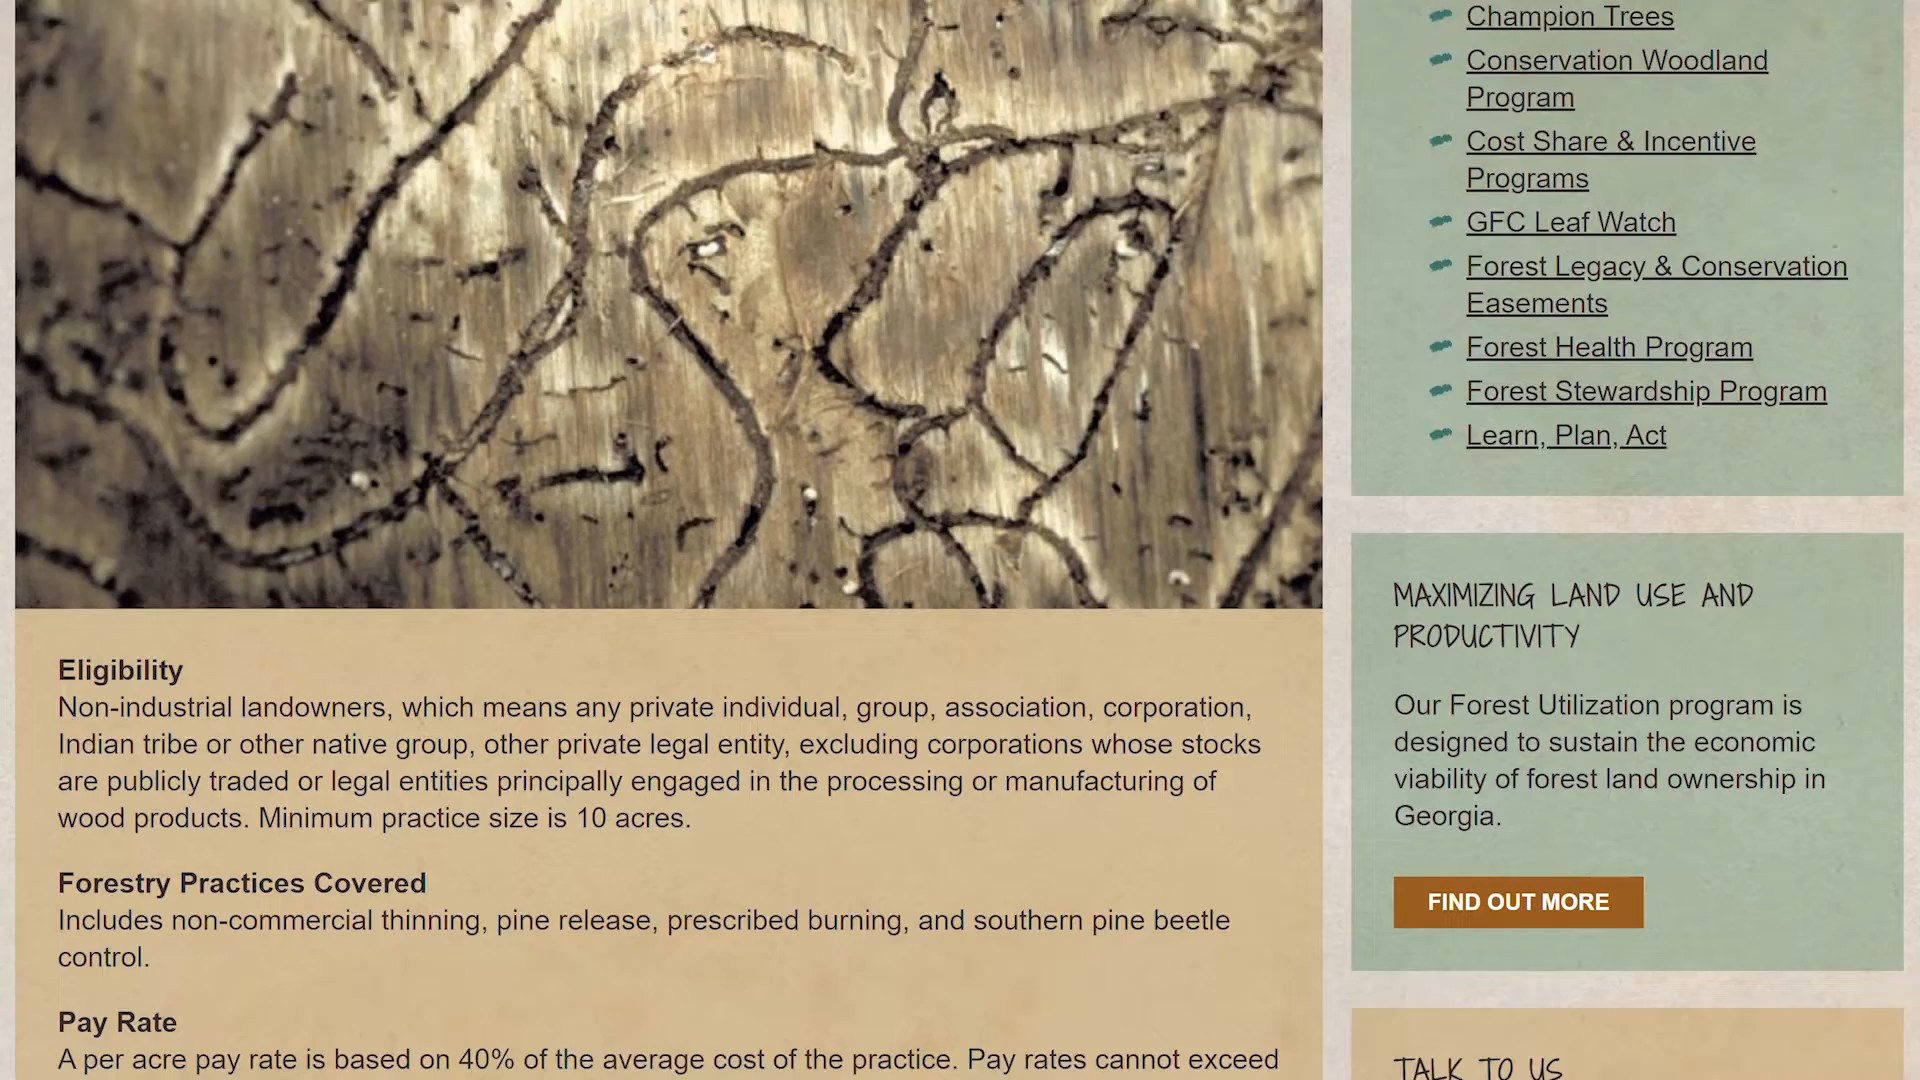 Champion Trees
Conservation Woodland
Program
Cost Share & Incentive
Programs
GFC Leaf Watch
Forest Legacy & Conservation
Easements
Forest Health Program
Forest Stewardship Program
Learn, Plan, Act
MAXIMIZING LAND USE AND
PRODUCTIVITY
Our Forest Utilization program is
designed to sustain the economic
viability of forest land ownership in
Georgia.
FIND OUT MORE
TALK TO US
Eligibility
Non-industrial landowners, which means any private individual, group, association, corporation,
Indian tribe or other native group, other private legal entity, excluding corporations whose stocks
are publicly traded or legal entities principally engaged in the processing or manufacturing of
wood products. Minimum practice size is 10 acres.
Forestry Practices Covered
Includes non-commercial thinning, pine release, prescribed burning, and southern pine beetle
control.
Pay Rate
A per acre pay rate is based on 40% of the average cost of the practice. Pay rates cannot exceed